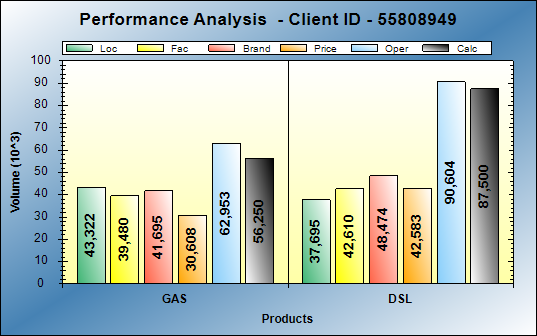 Performance Analysis - Client ID - 55808949
Loc Fac Brand Price Oper Calc
Volume (10^3)
100
90
80
70
60
50
40
30
20
10
0
43,322 39,480 41,695 30,608 62,953 56,250 37,695 42,610 48,474 42,583 90,604 87,500
GAS DSL
Products